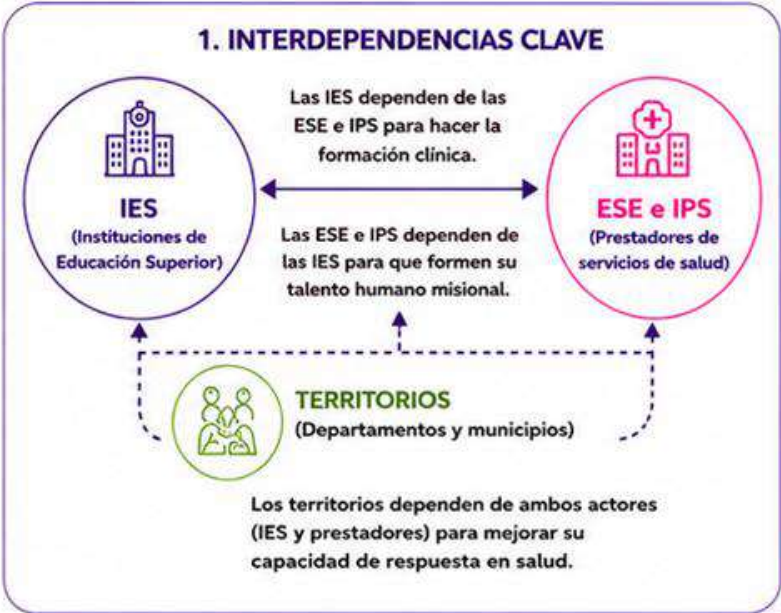 1. INTERDEPENDENCIAS CLAVE
Las IES dependen de las
ESE e IPS para hacer la
formación clínica.
IES
(Instituciones de
Educación Superior)
ESE e IPS
(Prestadores de
servicios de salud)
Las ESE e IPS dependen de
las IES para que formen su
talento humano misional.
TERRITORIOS
(Departamentos y municipios)
Los territorios dependen de ambos actores
(IES y prestadores) para mejorar su
capacidad de respuesta en salud.